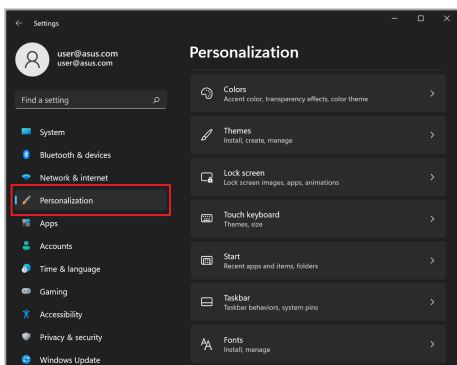 Settings
user@asus.com
user@asus.com
Find a setting
System
Bluetooth & devices
Network & internet
Personalization
Apps
Accounts
Time & language
Gaming
Accessibility
Privacy & security
Windows Update
Personalization
Colors
Accent color, transparency effects, color theme
Themes
Install, create, manage
Lock screen
Lock screen images, apps, animations
Touch keyboard
Themes, size
Start
Recent apps and items, folders
Taskbar
Taskbar behaviors, system pins
Fonts
Install, manage